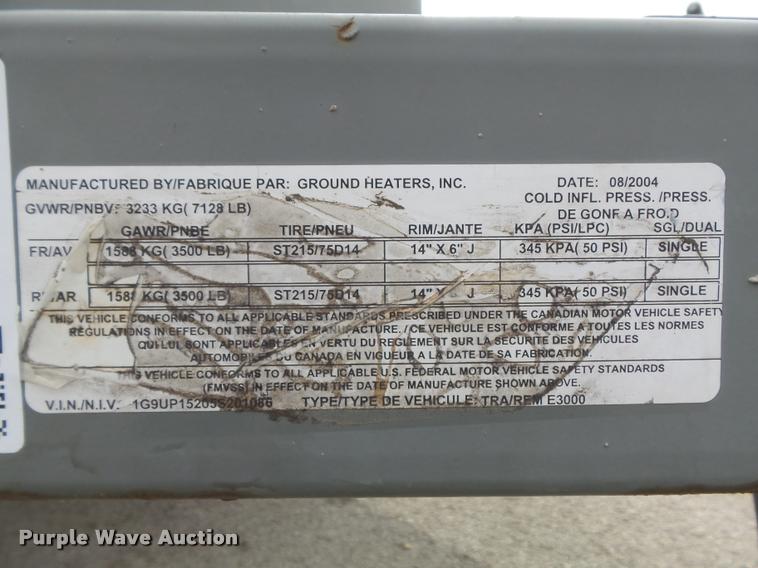 MANUFACTURED BY/FABRIQUE PAR: GROUND HEATERS, INC. DATE: 08/2004
GVWR/PNBV: 3233 KG( 7128 LB) COLD INFL. PRESS. /PRESS. DE GONF A FROID
GAWR/PNBE TIRE/PNEU RIM/JANTE KPA (PSI/LPC) SGL/DUAL
FR/AV 1588 KG( 3500 LB) ST215/75D14 14" X 6" J 345 KPA( 50 PSI) SINGLE
1588 KG( 3500 LB) ST215/75D14 14" J 345 KPA( 50 PSI) SINGLE
THIS VEHICLE CONFORMS TO ALL APPLICABLE STANDARDS PRESCRIBED UNDER THE CANADIAN MOTOR VEHICLE SAFETY
REGULATIONS IN EFFECT ON THE DATE OF MANUFACTURE. / CE VEHICULE EST CONFORME A TOUTES LES NORMES
QUI LUI SONT APPLICABLES EN VERTU DU REGLEMENT SUR LA SECURITE DES VEHICULES
AUTOMOBILES DU CANADA EN VIGUEUR A LA DATE DE SA FABRICATION.
THIS VEHICLE CONFORMS TO ALL APPLICABLE U.S. FEDERAL MOTOR VEHICLE SAFETY STANDARDS
(FMVSS) IN EFFECT ON THE DATE OF MANUFACTURE SHOWN ABOVE.
V.I.N./N.I.V. 1G9UP15205S201086 TYPE/TYPE DE VEHICULE: TRA/REM E3000
Purple Wave Auction